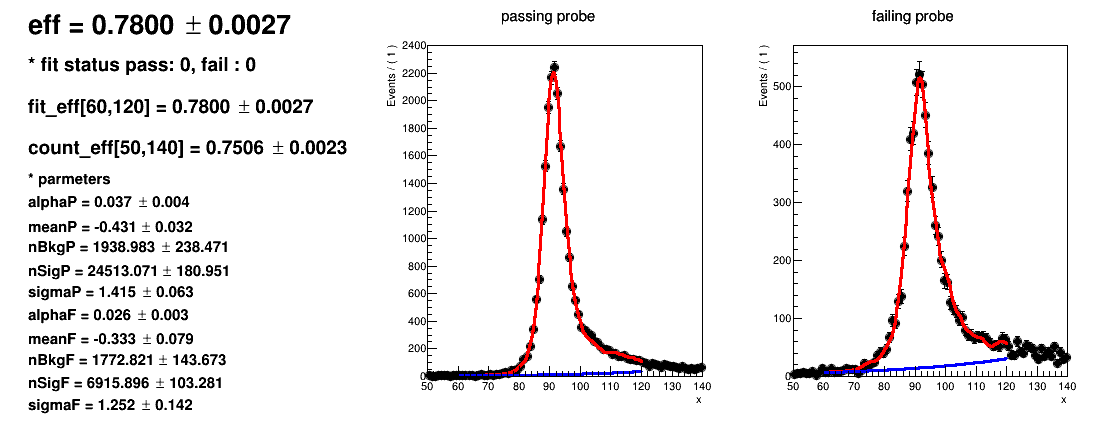 eff = 0.7800 ± 0.0027
* fit status pass: 0, fail : 0
fit_eff[60,120] = 0.7800 ± 0.0027
count_eff[50,140] = 0.7506 ± 0.0023
* parmeters
alphaP = 0.037 ± 0.004
meanP = -0.431 ± 0.032
nBkgP = 1938.983 ± 238.471
nSigP = 24513.071 ± 180.951
sigmaP = 1.415 ± 0.063
alphaF = 0.026 ± 0.003
meanF = -0.333 ± 0.079
nBkgF = 1772.821 ± 143.673
nSigF = 6915.896 ± 103.281
sigmaF = 1.252 ± 0.142
passing probe
Events / ( 1 )
2400
2200
2000
1800
1600
1400
1200
1000
800
600
400
200
0
50 60 70 80 90 100 110 120 130 140
x
failing probe
Events / ( 1 )
500
400
300
200
100
0
50 60 70 80 90 100 110 120 130 140
x